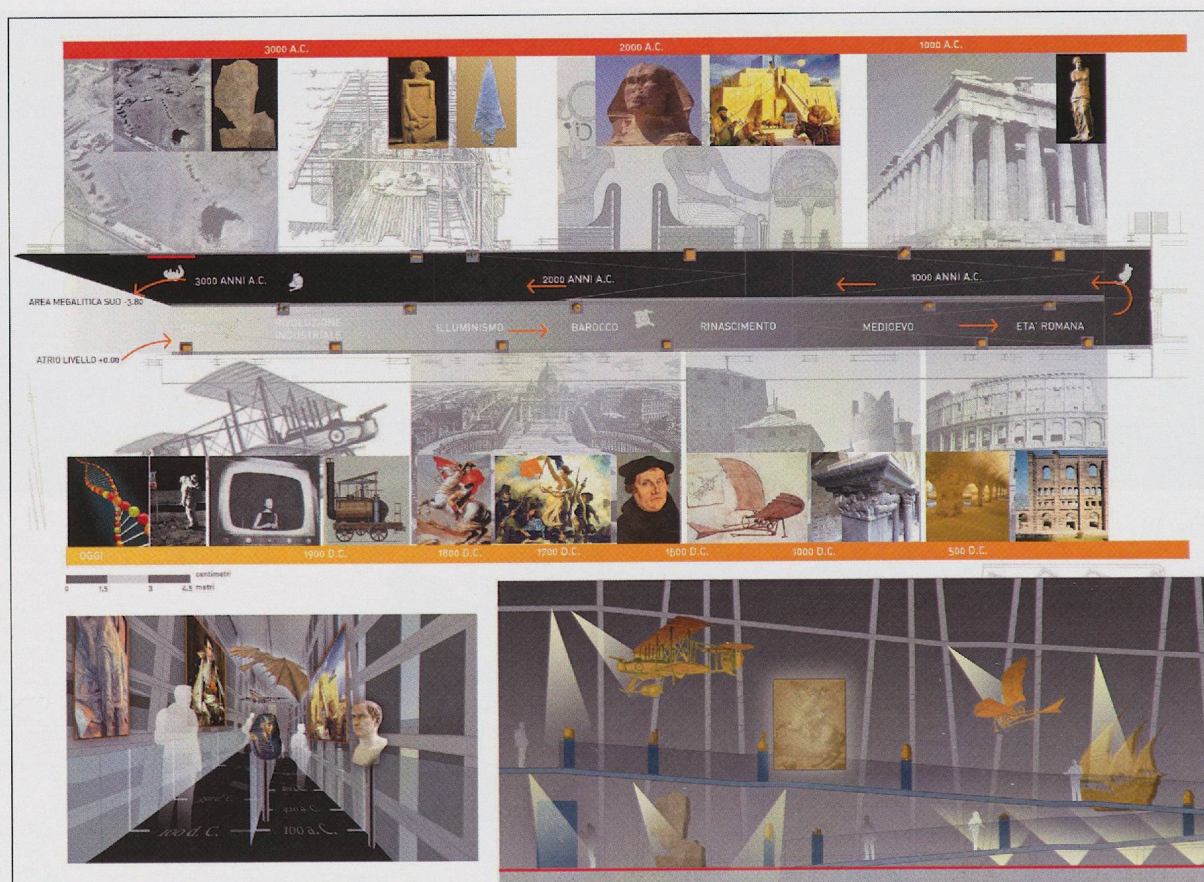 3000 A.C. 2000 A.C. 1000 A.C.
3000 ANNI A.C. 2000 ANNI A.C. 1000 ANNI A.C.
AREA MEGALITICA SUD -3.80
OGGI RIVOLUZIONE INDUSTRIALE ILLUMINISMO BAROCCO RINASCIMENTO MEDIOEVO ETA' ROMANA
ATRIO LIVELLO +0.00
OGGI 1900 D.C. 1800 D.C. 1700 D.C. 1500 D.C. 1000 D.C. 500 D.C.
centimetri
0 1.5 3 4.5 metri
100 d. C.